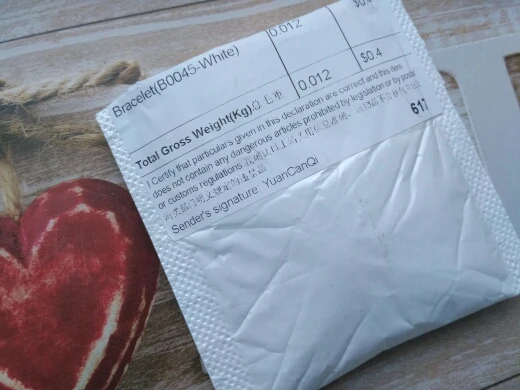 Bracelet(B0045-White)
0.012
Total Gross Weight(Kg)
0.012
$0.4
I Certify that particulars given in this declaration are correct and this item
does not contain any dangerous articles prohibited by legislation or by postal
or customs regulations
617
Sender's signature YuanCanQi